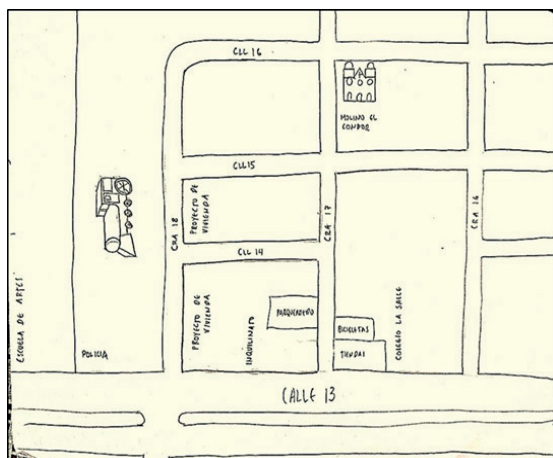 CLL 16
MOLINO EL
CONDOR
CLL 15
PROYECTO DE
VIVIENDA
CRA 18
CRA 17
CRA 16
CLL 14
PROYECTO DE
VIVIENDA
INQUILINATO
PARQUEADERO
BICICLETAS
TIENDAS
COLEGIO LA SALLE
ESCUELA DE ARTES
POLICIA
CALLE 13